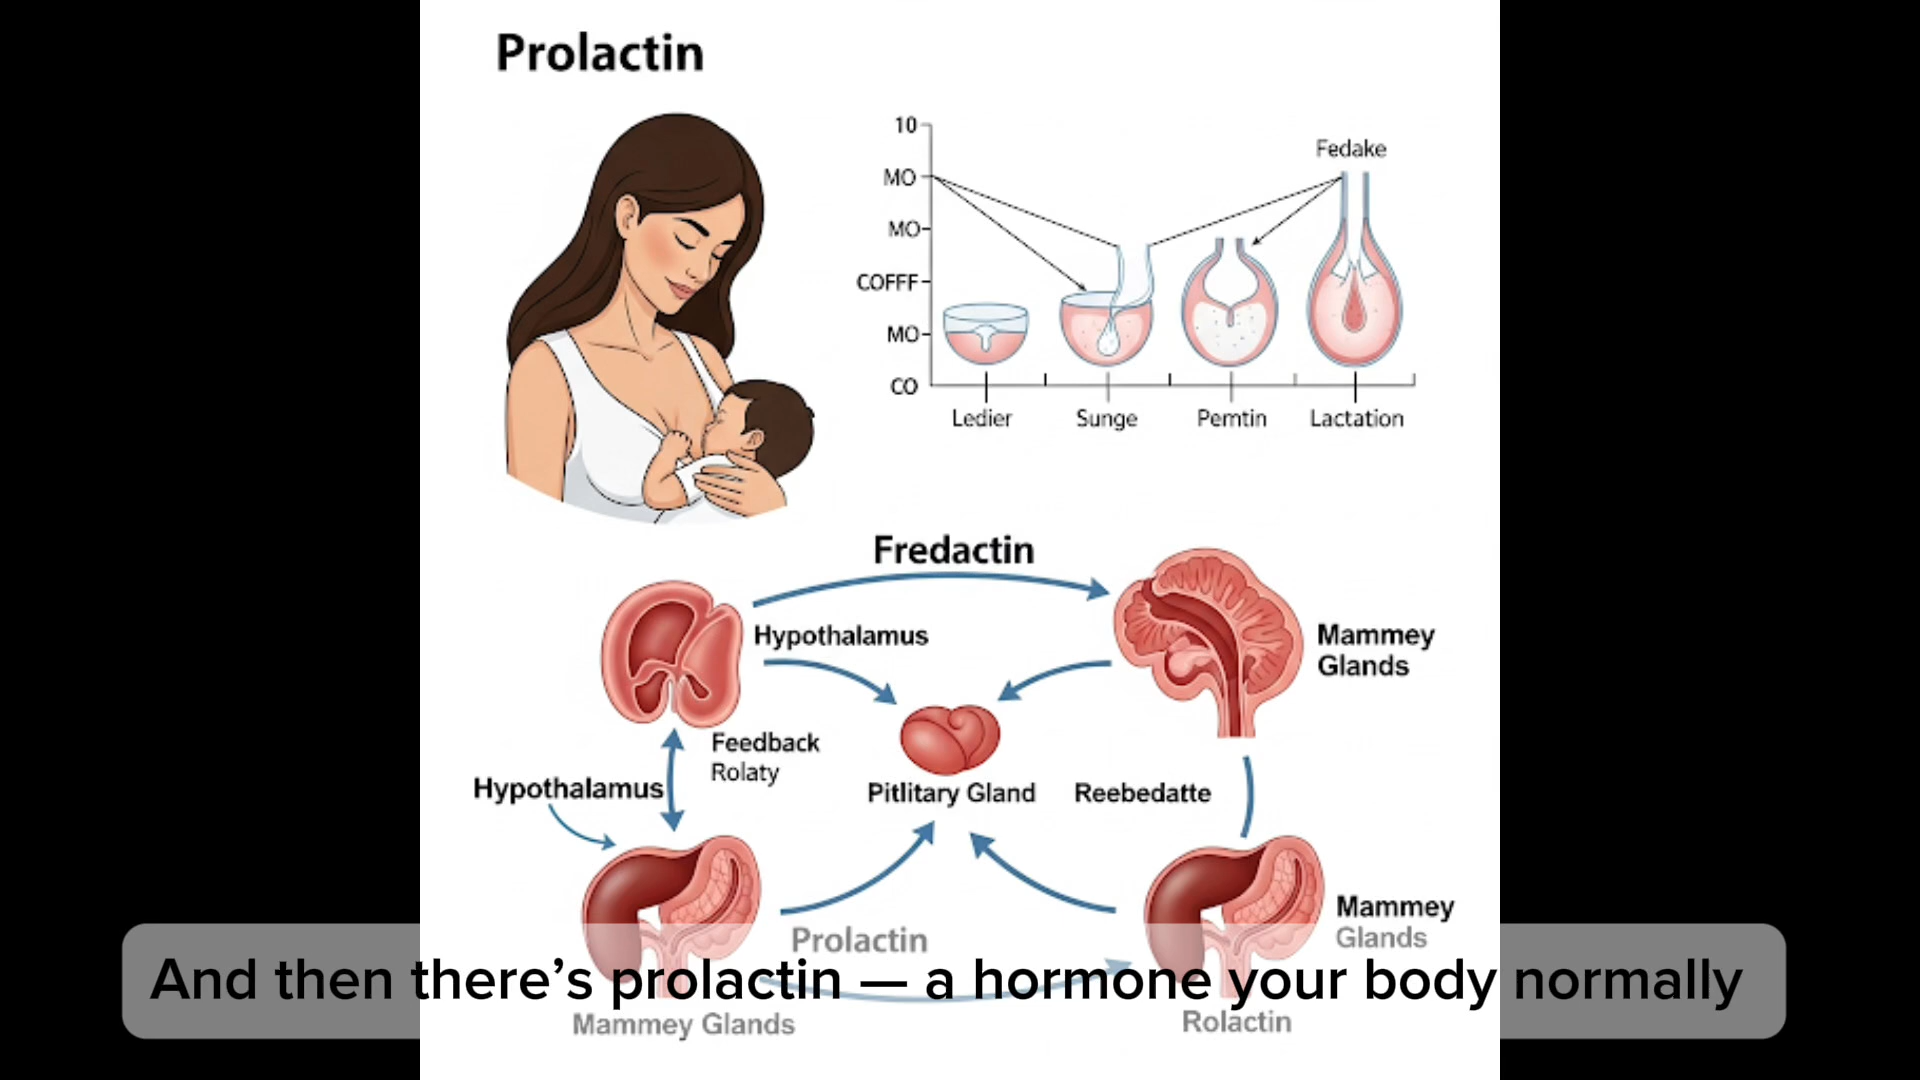 Prolactin
10
MO
MO
COFFF
MO
CO
Fedake
Ledier
Sunge
Pemtin
Lactation
Fredactin
Hypothalamus
Mammey
Glands
Feedback
Rolaty
Hypothalamus
Pitlitary Gland
Reebedatte
Mammey
Glands
Prolactin
And then there’s prolactin — a hormone your body normally
Mammey Glands
Rolactin